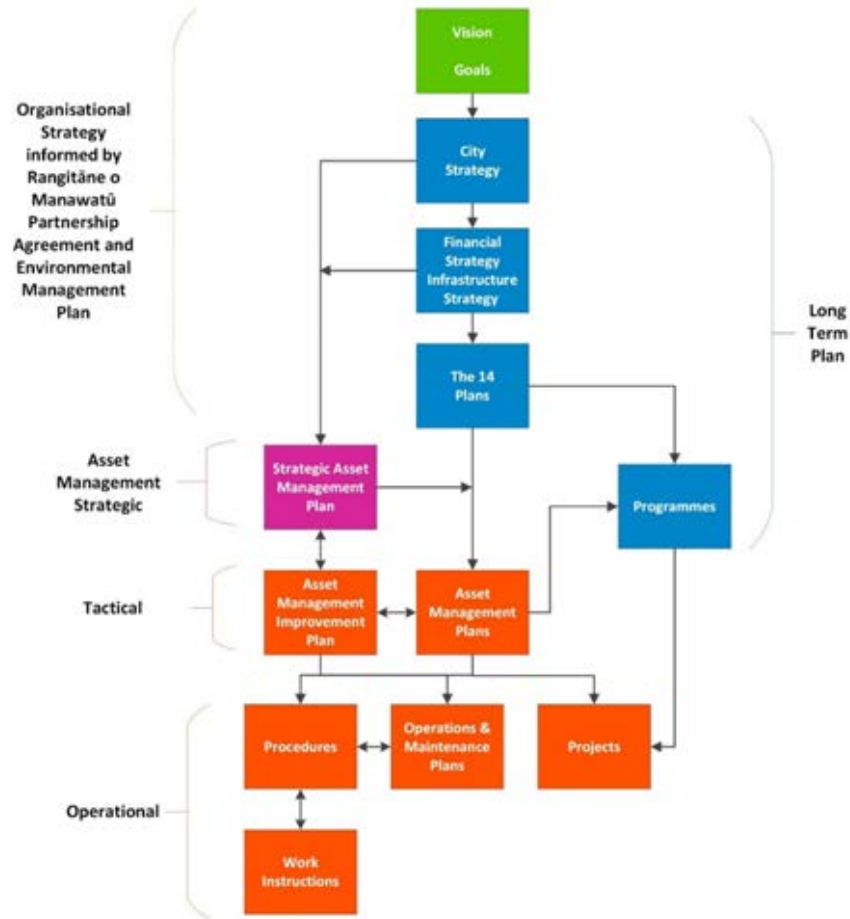 Vision
Goals
Organisational
Strategy
informed by
Rangitāne o
Manawatū
Partnership
Agreement and
Environmental
Management
Plan
City
Strategy
Financial
Strategy
Infrastructure
Strategy
Long
Term
Plan
The 14
Plans
Asset
Management
Strategic
Strategic Asset
Management
Plan
Programmes
Tactical
Asset
Management
Improvement
Plan
Asset
Management
Plans
Operational
Procedures
Operations &
Maintenance
Plans
Projects
Work
Instructions